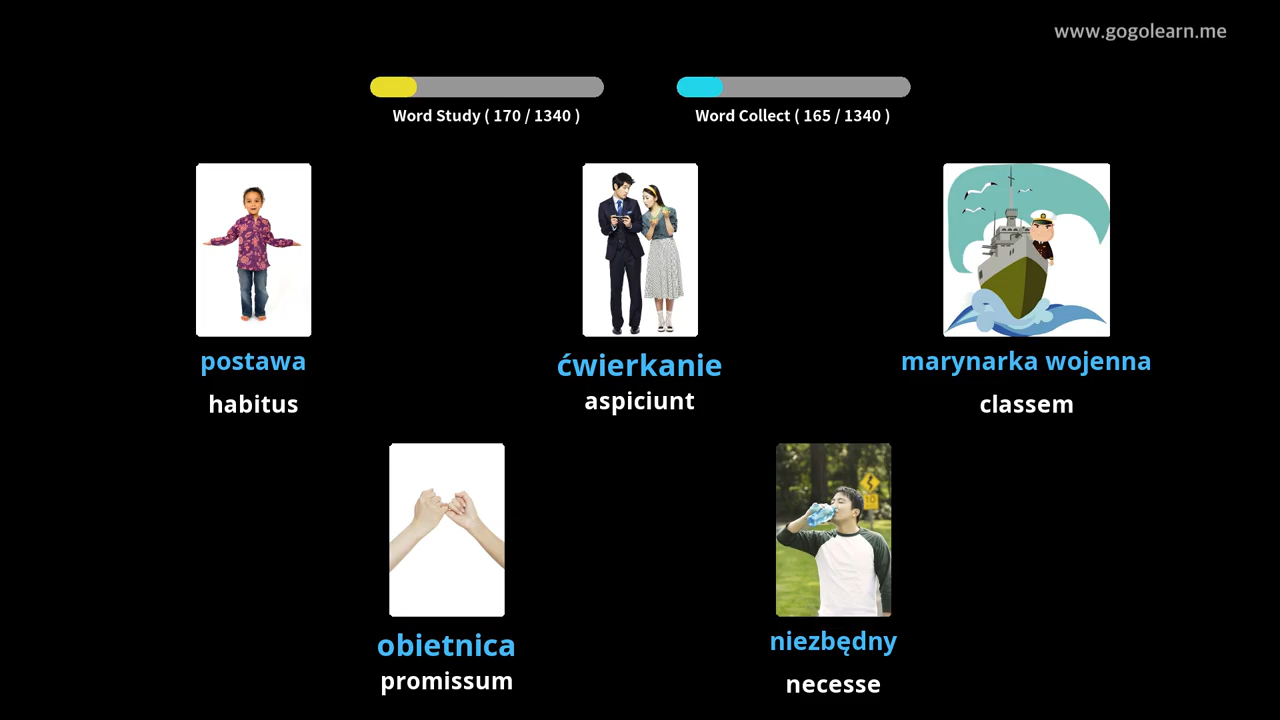 www.gogolearn.me
Word Study ( 170 / 1340 )
Word Collect ( 165 / 1340 )
postawa
habitus
ćwierkanie
aspiciunt
marynarka wojenna
classem
10
obietnica
promissum
niezbędny
necesse